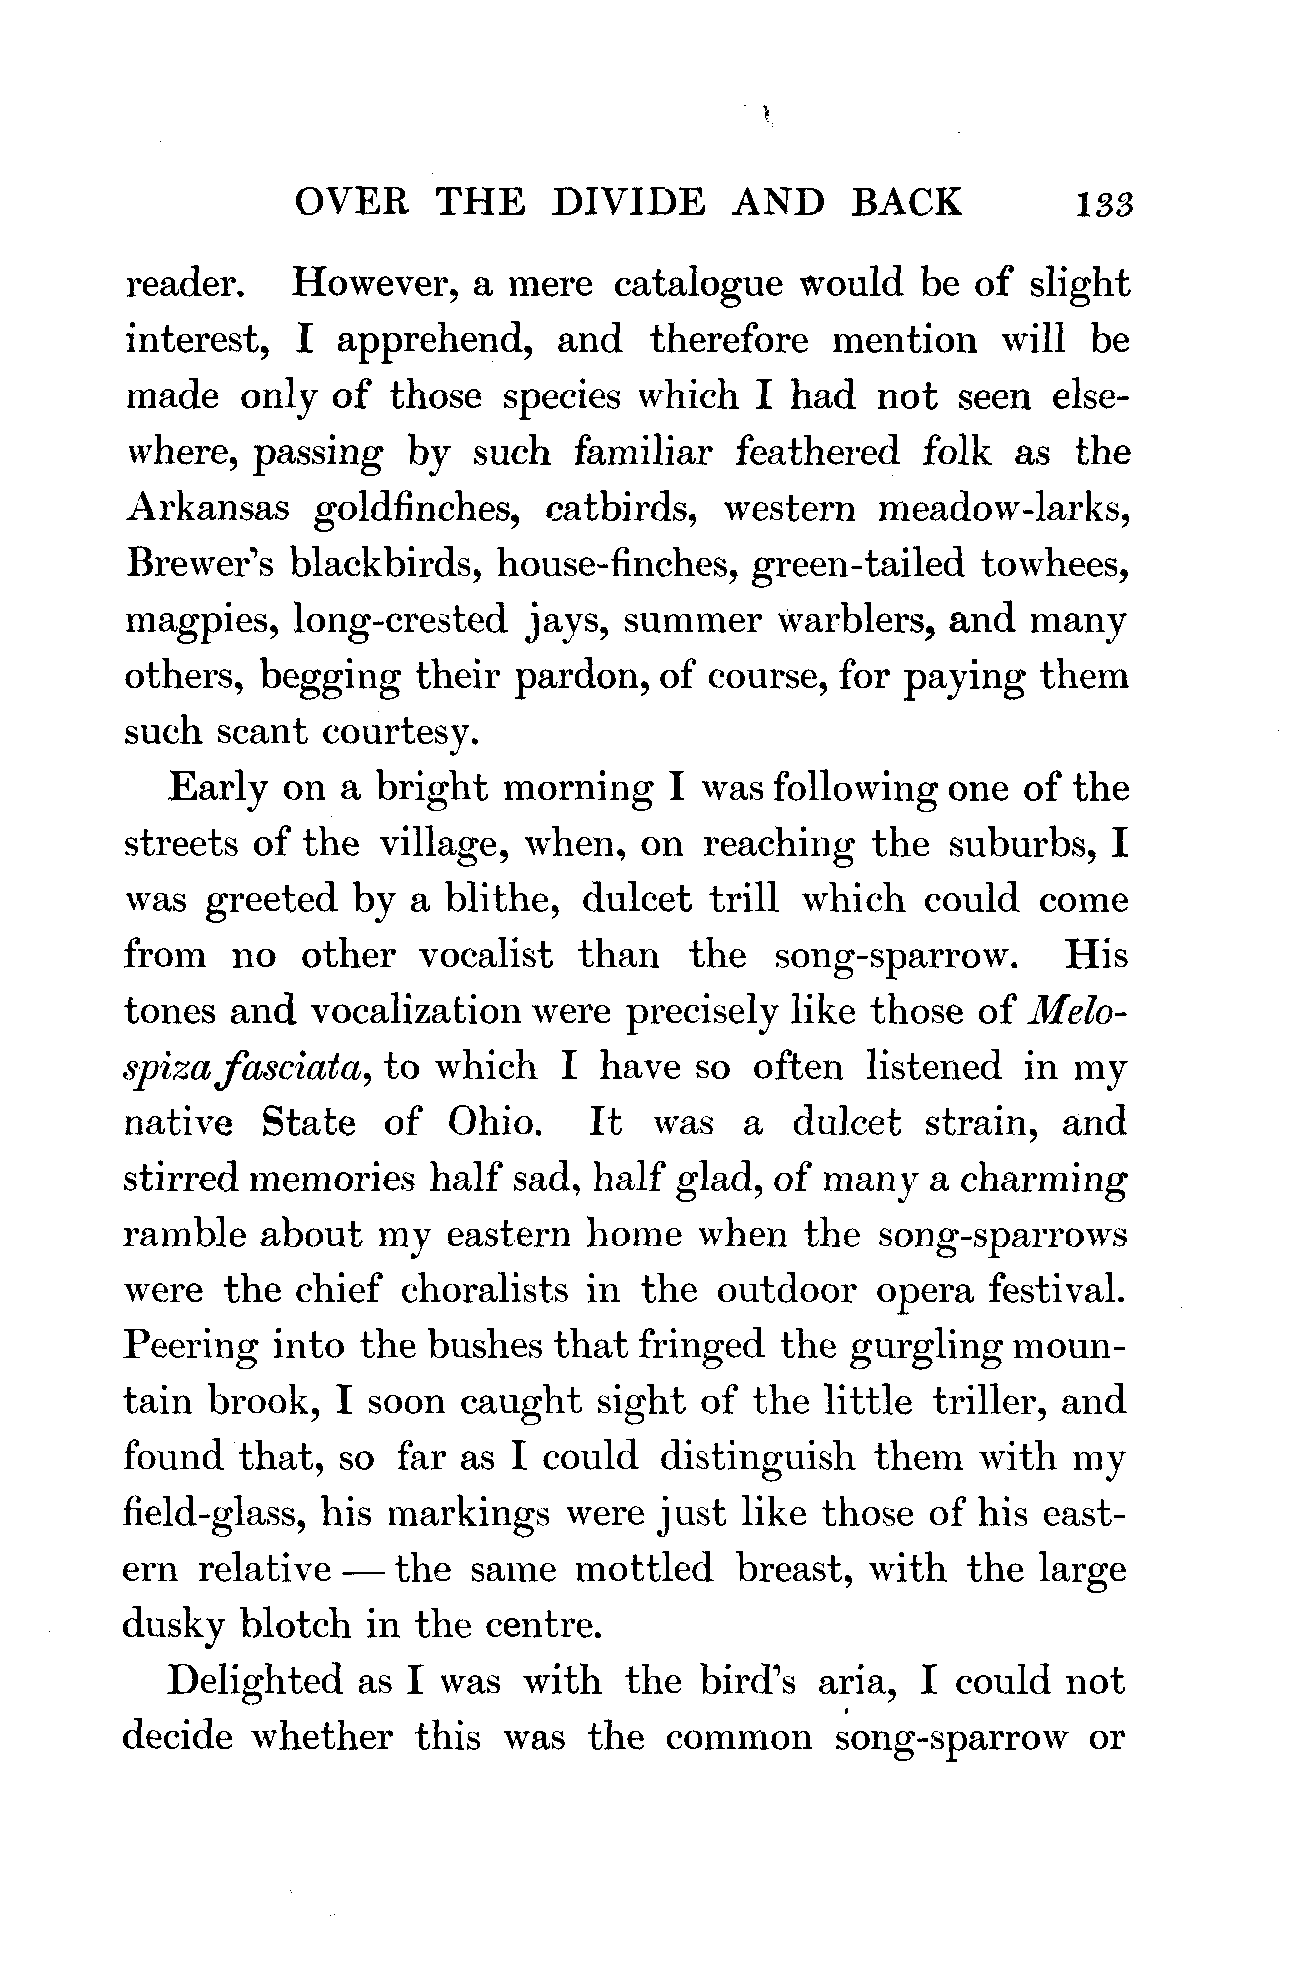 OVER THE DIVIDE AND BACK 133
reader. However, a mere catalogue would be of slight
interest, I apprehend, and therefore mention will be
made only of those species which I had not seen else-
where, passing by such familiar feathered folk as the
Arkansas goldfinches, catbirds, western meadow-larks,
Brewer's blackbirds, house-finches, green-tailed towhees,
magpies, long-crested jays, summer warblers, and many
others, begging their pardon, of course, for paying them
such scant courtesy.
Early on a bright morning I was following one of the
streets of the village, when, on reaching the suburbs, I
was greeted by a blithe, dulcet trill which could come
from no other vocalist than the song-sparrow. His
tones and vocalization were precisely like those of Melo-
spiza fasciata, to which I have so often listened in my
native State of Ohio. It was a dulcet strain, and
stirred memories half sad, half glad, of many a charming
ramble about my eastern home when the song-sparrows
were the chief choralists in the outdoor opera festival.
Peering into the bushes that fringed the gurgling moun-
tain brook, I soon caught sight of the little triller, and
found that, so far as I could distinguish them with my
field-glass, his markings were just like those of his east-
ern relative — the same mottled breast, with the large
dusky blotch in the centre.
Delighted as I was with the bird's aria, I could not
decide whether this was the common song-sparrow or